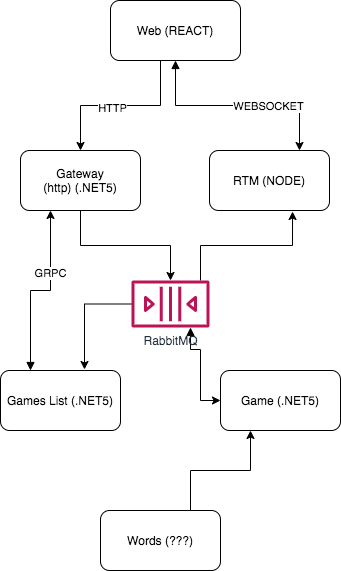 Web (REACT)
HTTP
WEBSOCKET
Gateway
(http) (.NET5)
RTM (NODE)
GRPC
RabbitMQ
Games List (.NET5)
Game (.NET5)
Words (???)